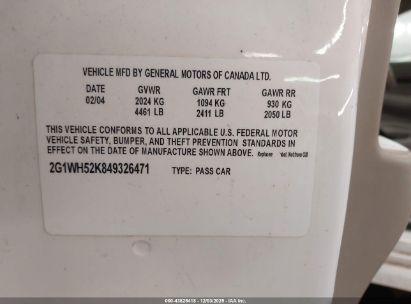 VEHICLE MFD BY GENERAL MOTORS OF CANADA LTD.
DATE GVWR GAWR FRT GAWR RR
02/04 2024 KG 1094 KG 930 KG
4461 LB 2411 LB 2050 LB
THIS VEHICLE CONFORMS TO ALL APPLICABLE U.S. FEDERAL MOTOR
VEHICLE SAFETY, BUMPER, AND THEFT PREVENTION STANDARDS IN
EFFECT ON THE DATE OF MANUFACTURE SHOWN ABOVE.
2G1WH52K849326471 TYPE: PASS CAR